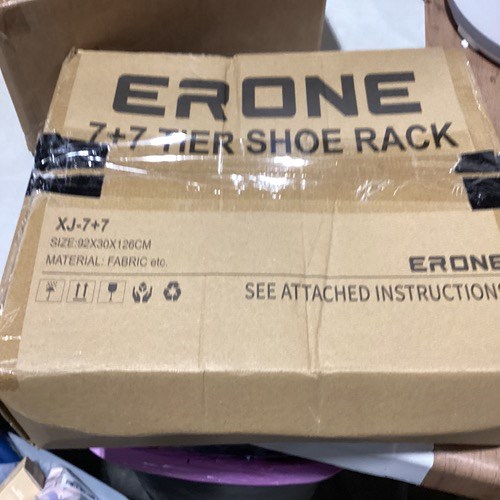 ERONE
7+7 TIER SHOE RACK
XJ-7+7
SIZE:92X30X126CM
MATERIAL: FABRIC etc.
ERONE
SEE ATTACHED INSTRUCTIONS